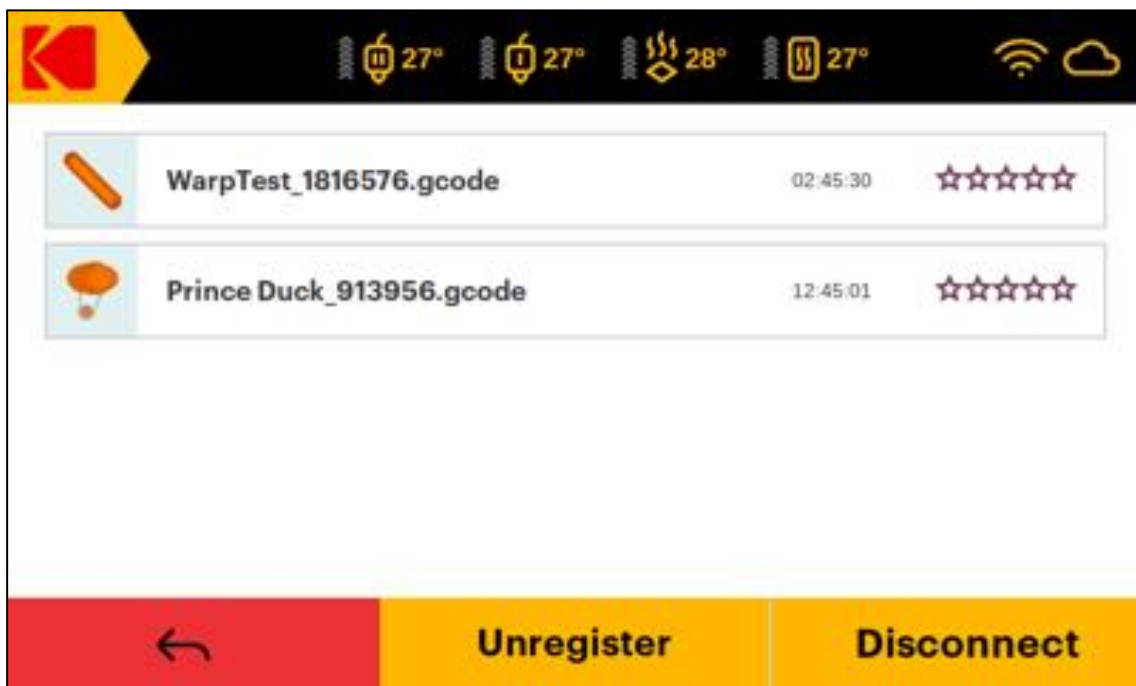 27° 27° 28° 27°
WarpTest_1816576.gcode 02:45:30
Prince Duck_913956.gcode 12:45:01
Unregister Disconnect